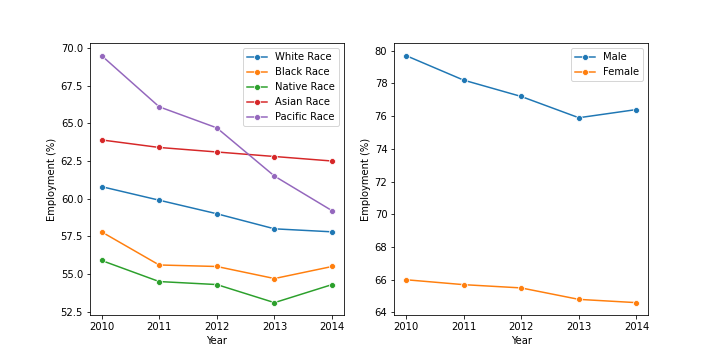 70.0
67.5
65.0
62.5
60.0
57.5
55.0
52.5
Employment (%)
2010 2011 2012 2013 2014
Year
White Race
Black Race
Native Race
Asian Race
Pacific Race
80
78
76
74
72
70
68
66
64
Employment (%)
2010 2011 2012 2013 2014
Year
Male
Female